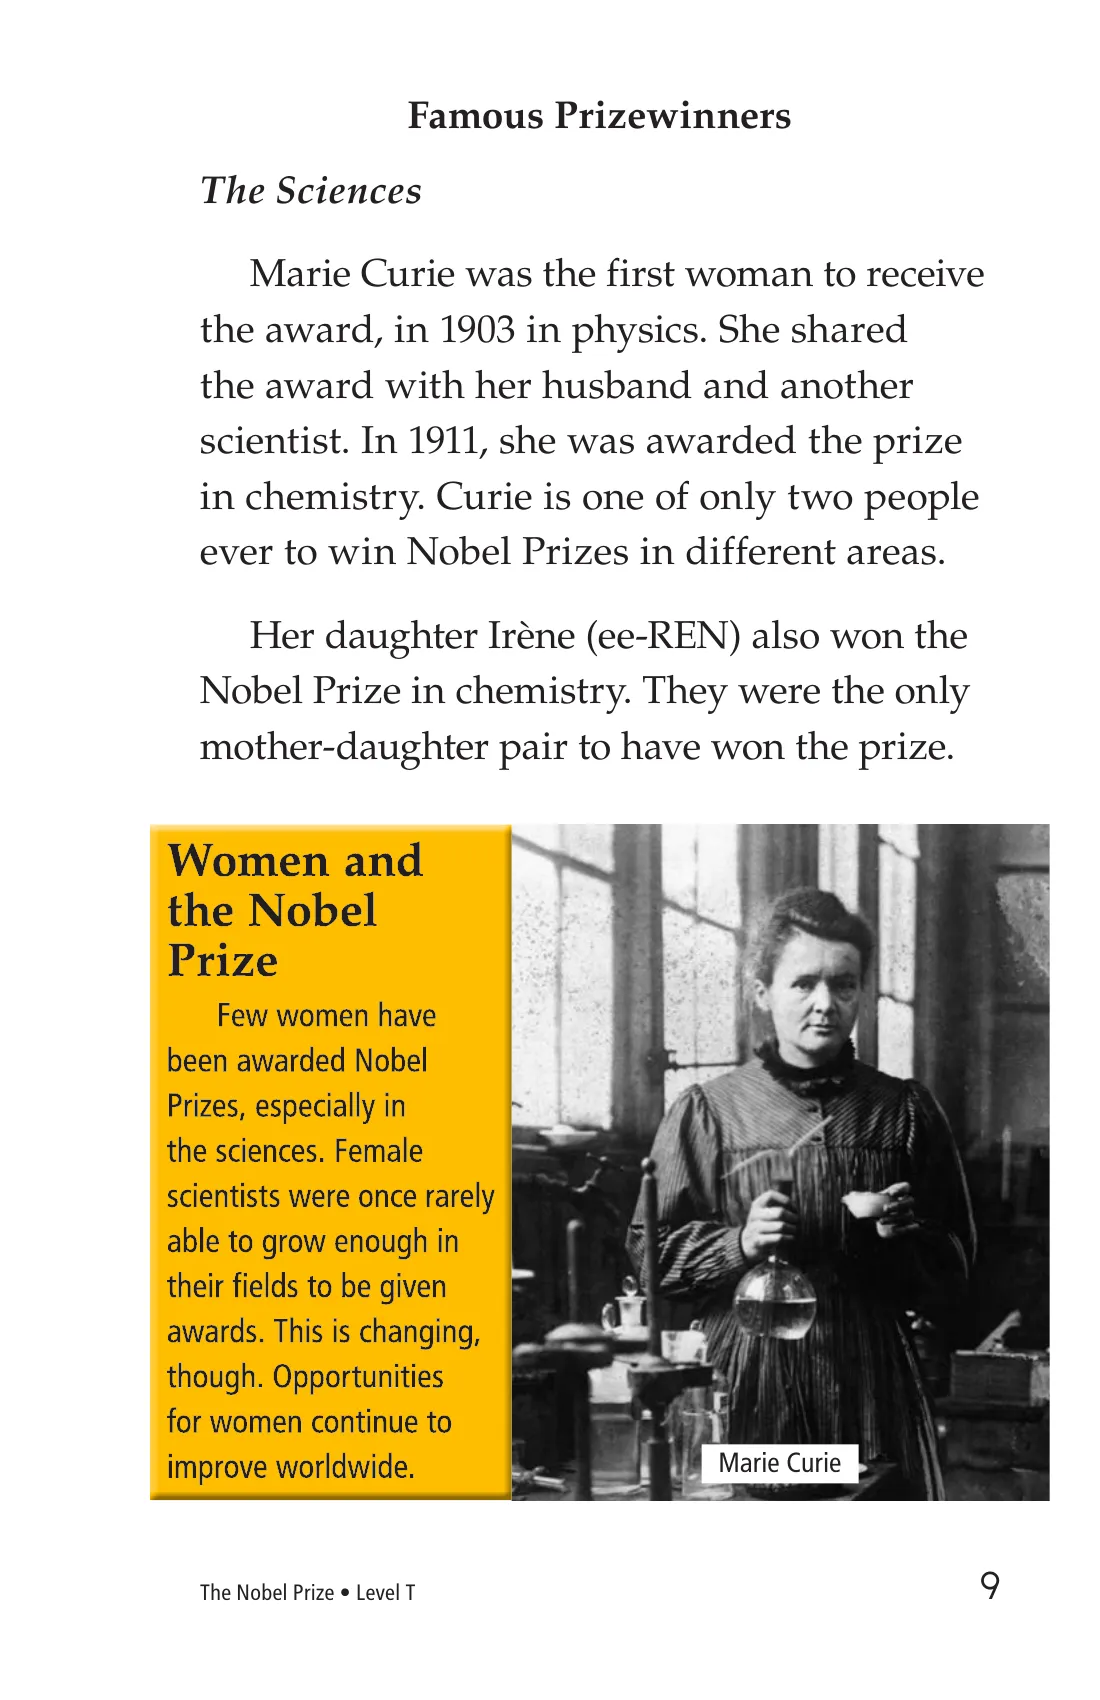 Famous Prizewinners
The Sciences
Marie Curie was the first woman to receive
the award, in 1903 in physics. She shared
the award with her husband and another
scientist. In 1911, she was awarded the prize
in chemistry. Curie is one of only two people
ever to win Nobel Prizes in different areas.
Her daughter Irène (ee-REN) also won the
Nobel Prize in chemistry. They were the only
mother-daughter pair to have won the prize.
Women and
the Nobel
Prize
Few women have
been awarded Nobel
Prizes, especially in
the sciences. Female
scientists were once rarely
able to grow enough in
their fields to be given
awards. This is changing,
though. Opportunities
for women continue to
improve worldwide.
Marie Curie
The Nobel Prize • Level T
9